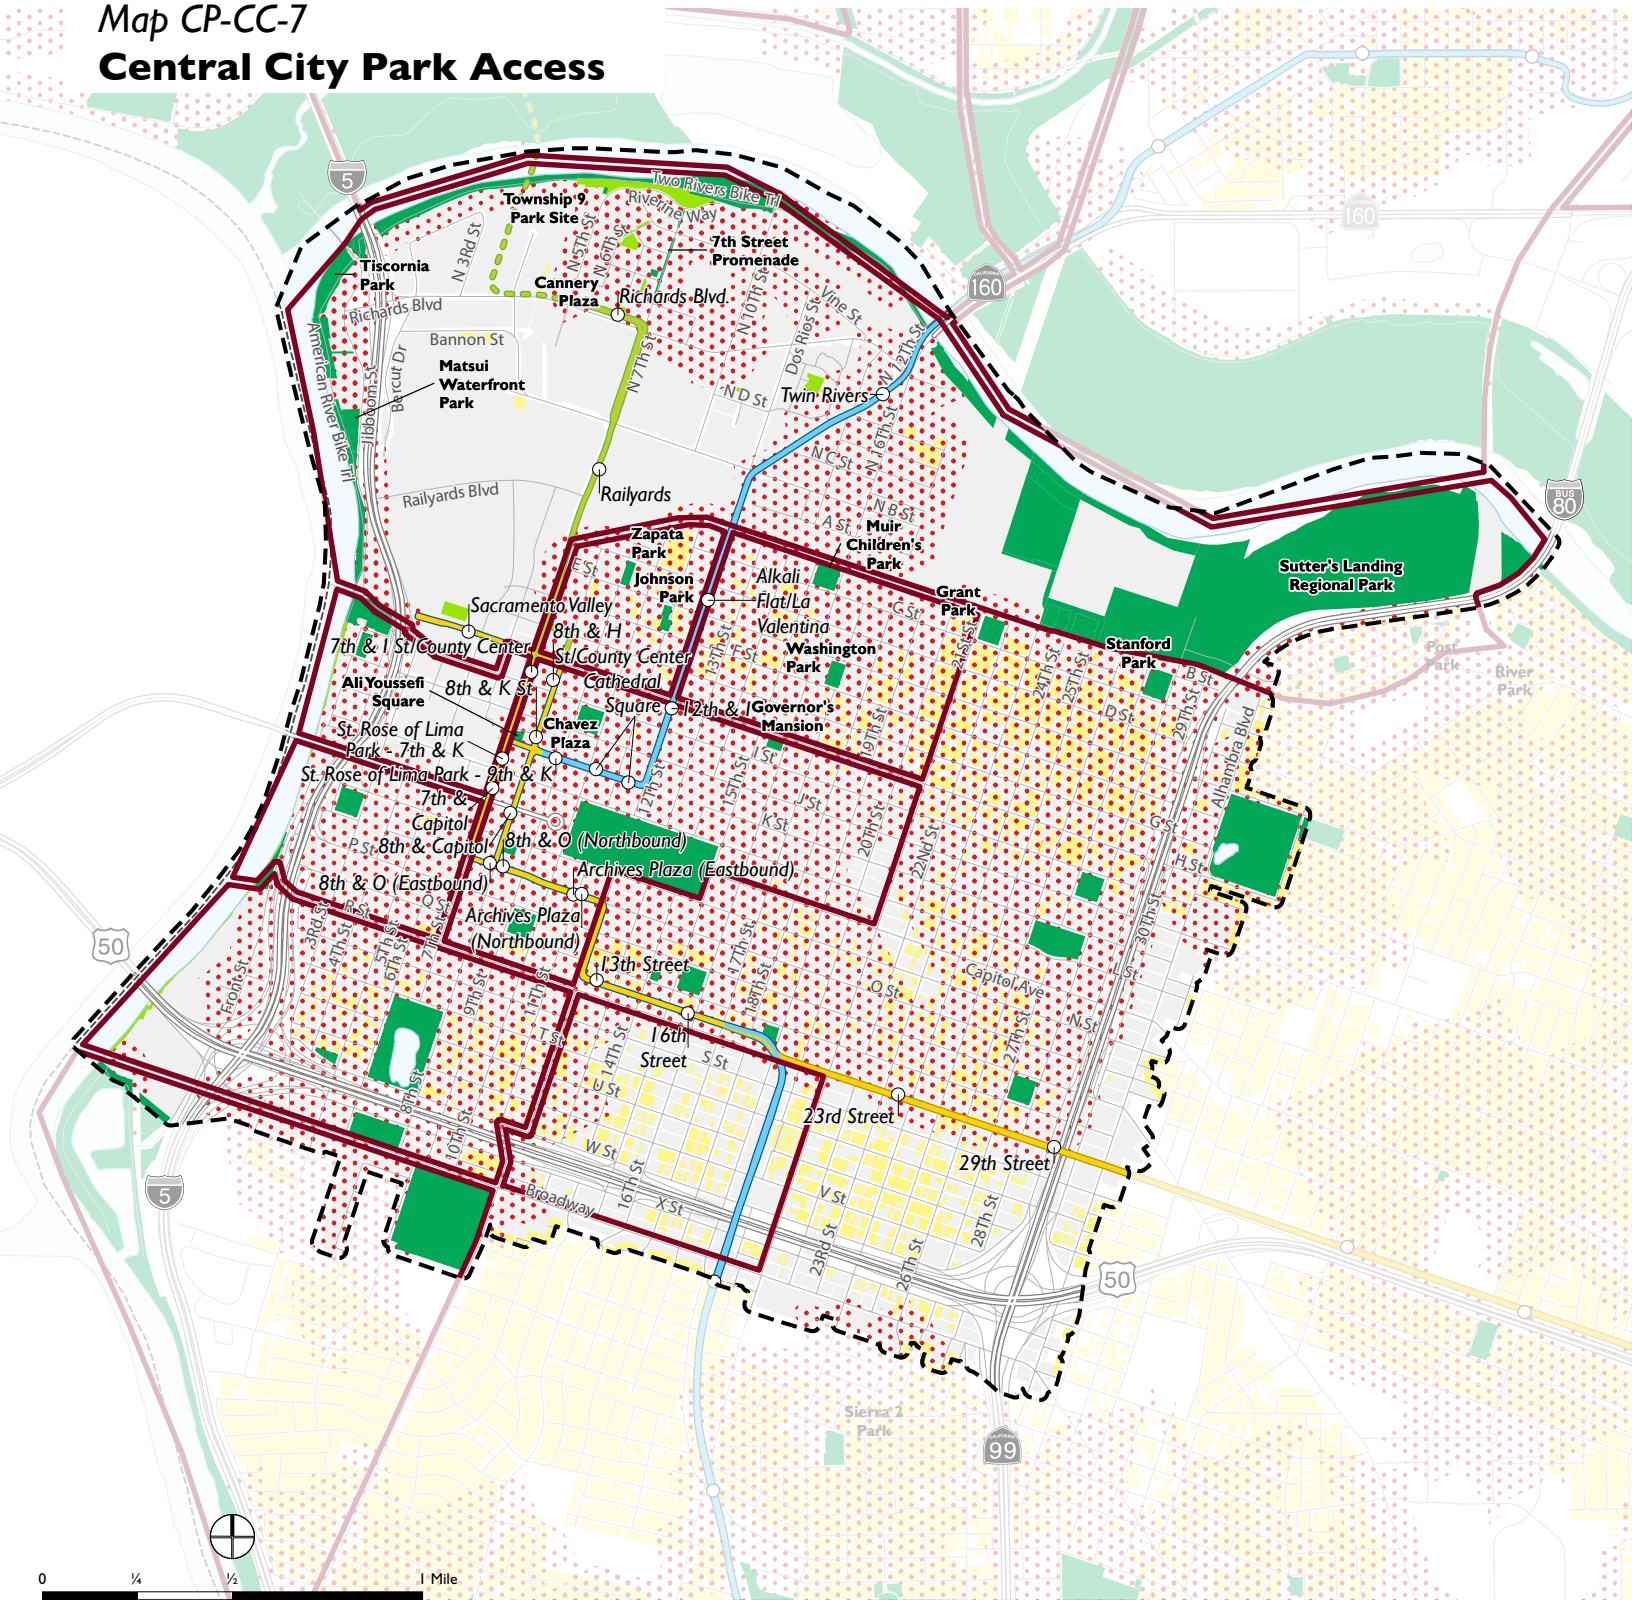 Map CP-CC-7
Central City Park Access
5
Two Rivers Bike Trl
Township 9
Park Site
Riverine Way
N 3Rd St
N 5Th St
N 6Th St
7th Street
Promenade
160
CALIFORNIA
160
Tiscornia
Park
Cannery
Plaza
Richards Blvd.
Richards Blvd
N 10Th St
Vine St
Dos Rios St
N 12Th St
Bannon St
American River Bike Trl
Bercut Dr
Jibboom St
Matsui
Waterfront
Park
N 7Th St
N D St
Twin Rivers
N 16Th St
N C St
Railyards Blvd
Railyards
N B St
A St
Muir
Children's
Park
BUS
80
Zapata
Park
E St
Johnson
Park
Alkali
Flat/La
Valentina
C St
Grant
Park
Sutter's Landing
Regional Park
Sacramento Valley
8th & H
St/County Center
7th & I St/County Center
13Th St
F St
Washington
Park
21St St
24Th St
25Th St
Stanford
Park
B St
Post
Park
River
Park
Ali Youssefi
Square
8th & K St
Cathedral
Square
12th & I
Governor's
Mansion
D St
29Th St
Alhambra Blvd
St. Rose of Lima
Park - 7th & K
Chavez
Plaza
St. Rose of Lima Park - 9th & K
12Th St
15Th St
I St
19Th St
J St
K St
20Th St
22Nd St
7th &
Capitol
8th & Capitol
8th & O (Northbound)
P St
G St
H St
8th & O (Eastbound)
Archives Plaza (Eastbound)
Archives Plaza
(Northbound)
Q St
R St
3Rd St
4Th St
5Th St
6Th St
7Th St
50
Front St
9Th St
11Th St
13th Street
17Th St
18Th St
O St
Capitol Ave
L St
30Th St
N St
27Th St
T St
14Th St
16th
Street
S St
U St
8Th St
10Th St
W St
16Th St
X St
Broadway
23rd Street
29th Street
V St
23Rd St
26Th St
28Th St
5
50
Sierra 2
Park
CALIFORNIA
99
0
¼
½
1 Mile